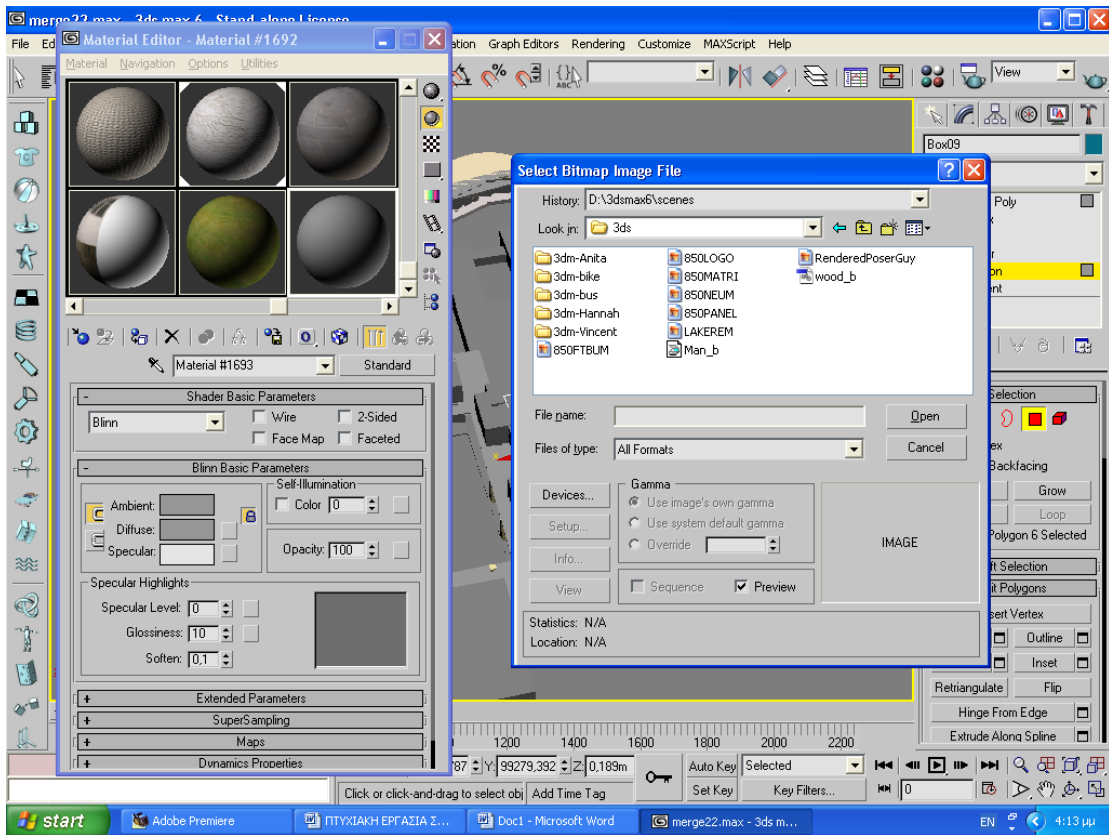 merge22.max - 3ds max 6 - Stand-alone License
File Ed
ation Graph Editors Rendering Customize MAXScript Help
View
Material Editor - Material #1692
Material Navigation Options Utilities
Material #1693
Standard
- Shader Basic Parameters
Blinn
Wire
2-Sided
Face Map
Faceted
- Blinn Basic Parameters
Self-Illumination
Ambient:
Color 0
Diffuse:
Specular:
Opacity: 100
Specular Highlights
Specular Level: 0
Glossiness: 10
Soften: 0,1
+ Extended Parameters
+ SuperSampling
+ Maps
+ Dynamics Properties
Select Bitmap Image File
History: D:\3dsmax6\scenes
Look in: 3ds
3dm-Anita
3dm-bike
3dm-bus
3dm-Hannah
3dm-Vincent
850FTBUM
850LOGO
850MATRI
850NEUM
850PANEL
LAKEREM
Man_b
RenderedPoserGuy
wood_b
File name:
Open
Files of type: All Formats
Cancel
Devices...
Setup...
Info...
View
Gamma
Use image's own gamma
Use system default gamma
Override
Sequence
Preview
IMAGE
Statistics: N/A
Location: N/A
Box09
Poly
on
ent
Selection
ex
Backfacing
Grow
Loop
Polygon 6 Selected
ft Selection
it Polygons
sert Vertex
Outline
Inset
Retriangulate
Flip
Hinge From Edge
Extrude Along Spline
1200 1400 1600 1800 2000 2200
787 Y: 99279,392 Z: 0,189m
Auto Key Selected
Click or click-and-drag to select obj Add Time Tag
Set Key Key Filters...
0
start
Adobe Premiere
ΠΤΥΧΙΑΚΗ ΕΡΓΑΣΙΑ Σ...
Doc1 - Microsoft Word
merge22.max - 3ds m...
EN
4:13 μμ